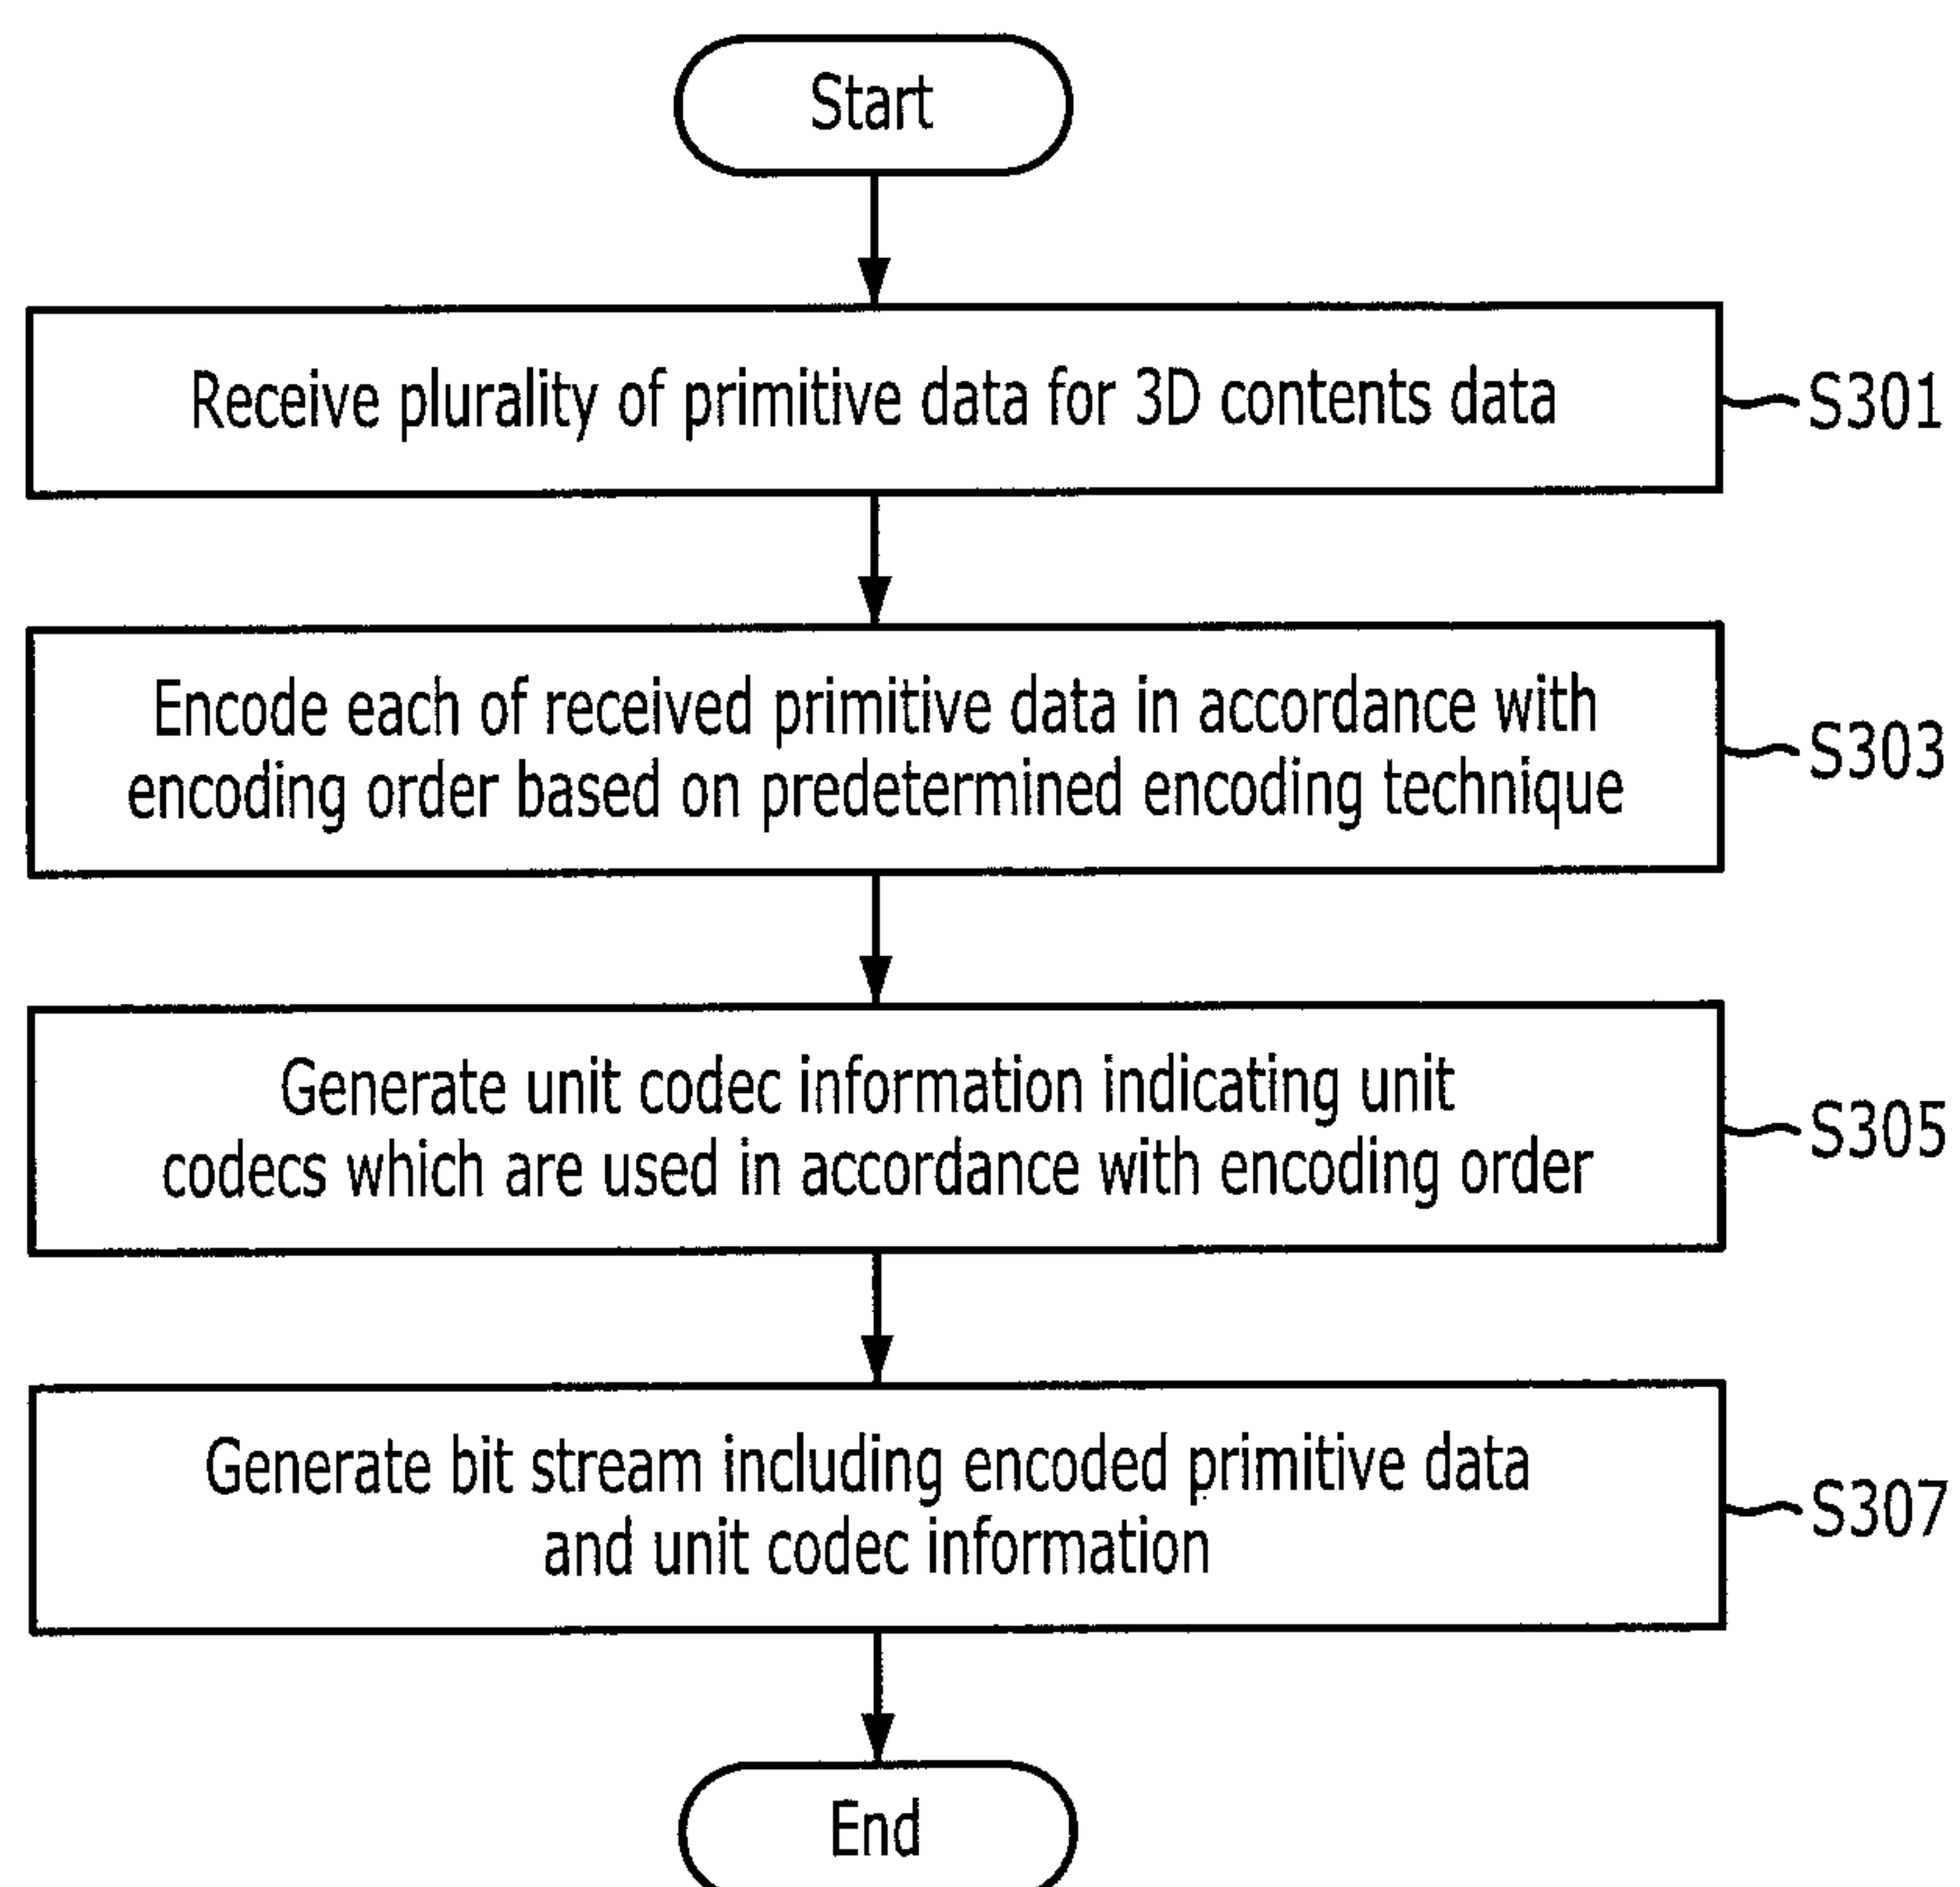 Start
Receive plurality of primitive data for 3D contents data
S301
Encode each of received primitive data in accordance with
encoding order based on predetermined encoding technique
S303
Generate unit codec information indicating unit
codecs which are used in accordance with encoding order
S305
Generate bit stream including encoded primitive data
and unit codec information
S307
End